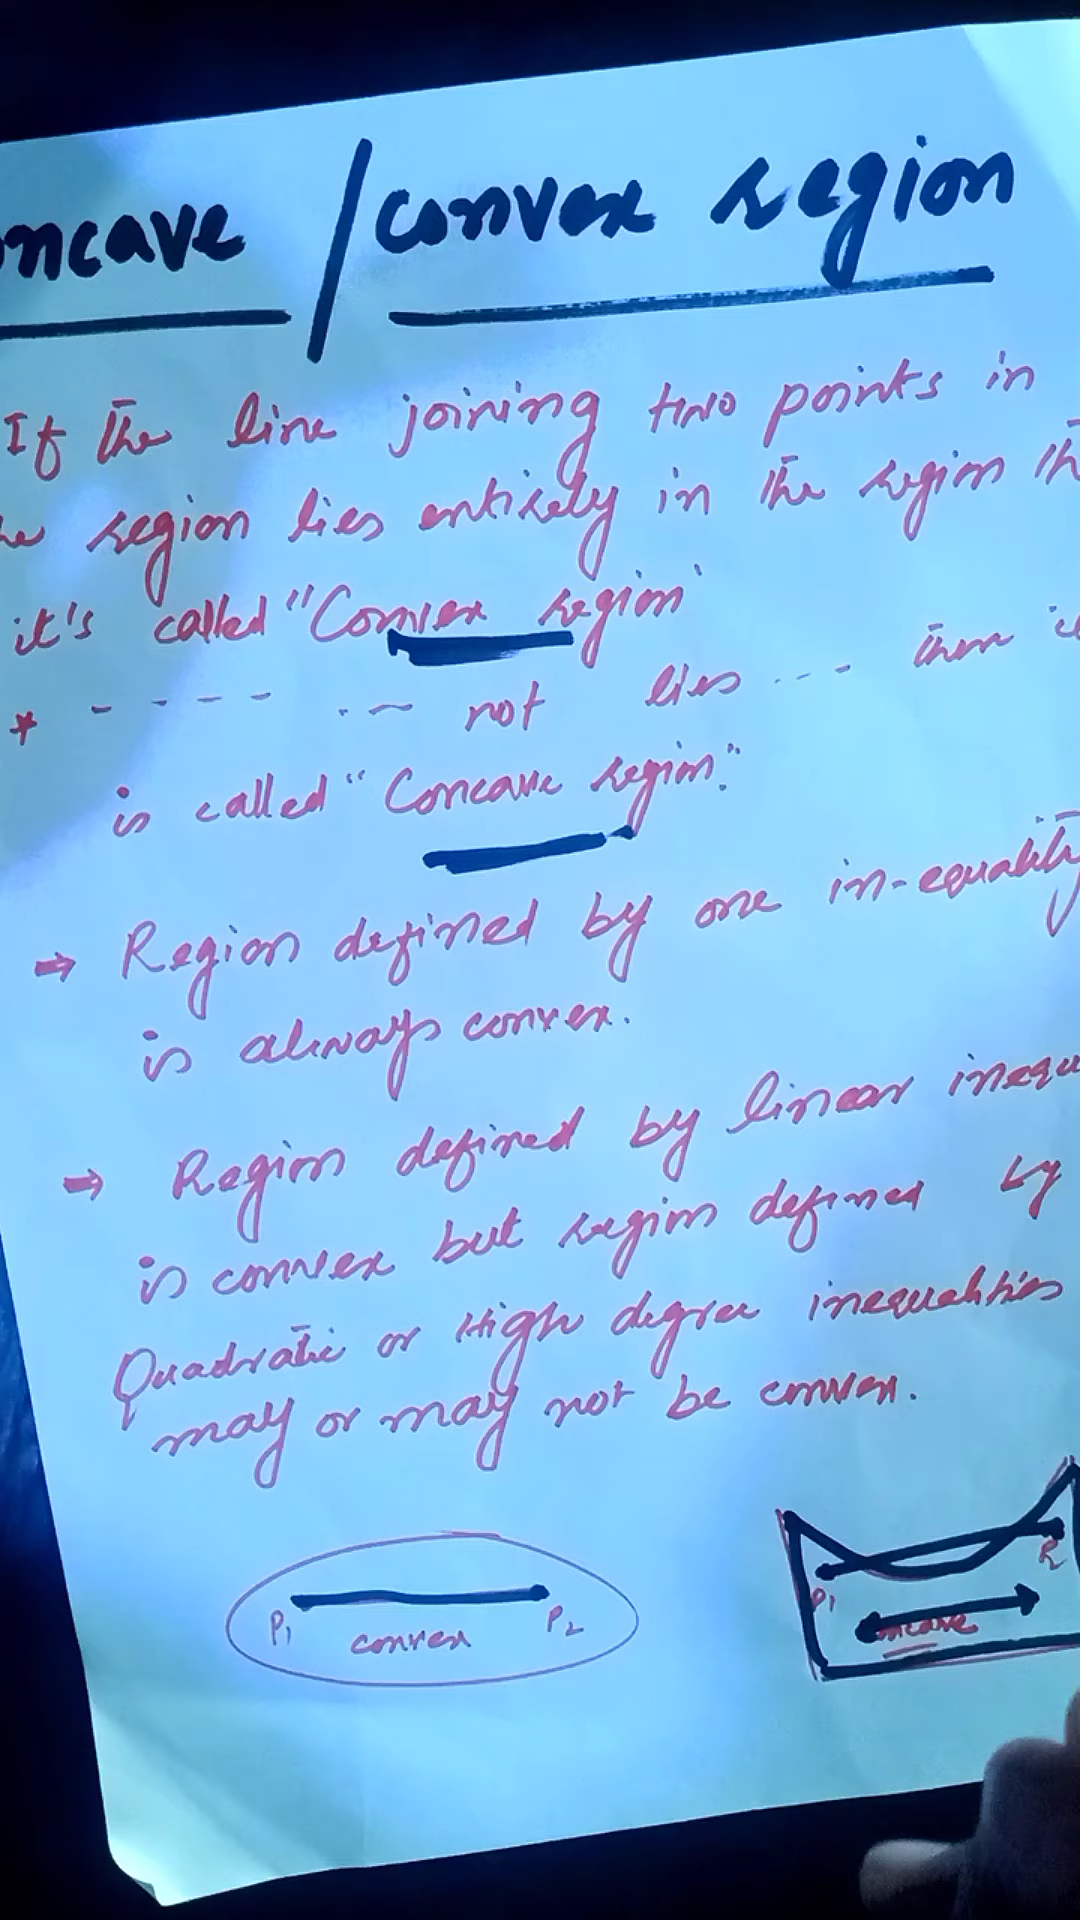 oncave / convex region
If the line joining two points in
he region lies entirely in the region th
it's called "Convex region"
* - - - - - - not lies - - - then it
is called "Concave region".
→ Region defined by one in-equality
is always convex.
→ Region defined by linear inequ
is convex but region defined by
Quadratic or High degree inequalities
may or may not be convex.
P1 convex P2
P1 R
concave